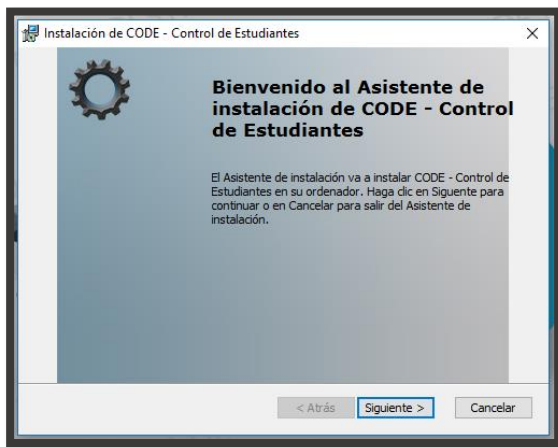 Instalación de CODE - Control de Estudiantes
Bienvenido al Asistente de
instalación de CODE - Control
de Estudiantes
El Asistente de instalación va a instalar CODE - Control de
Estudiantes en su ordenador. Haga clic en Siguente para
continuar o en Cancelar para salir del Asistente de
instalación.
< Atrás Siguiente > Cancelar